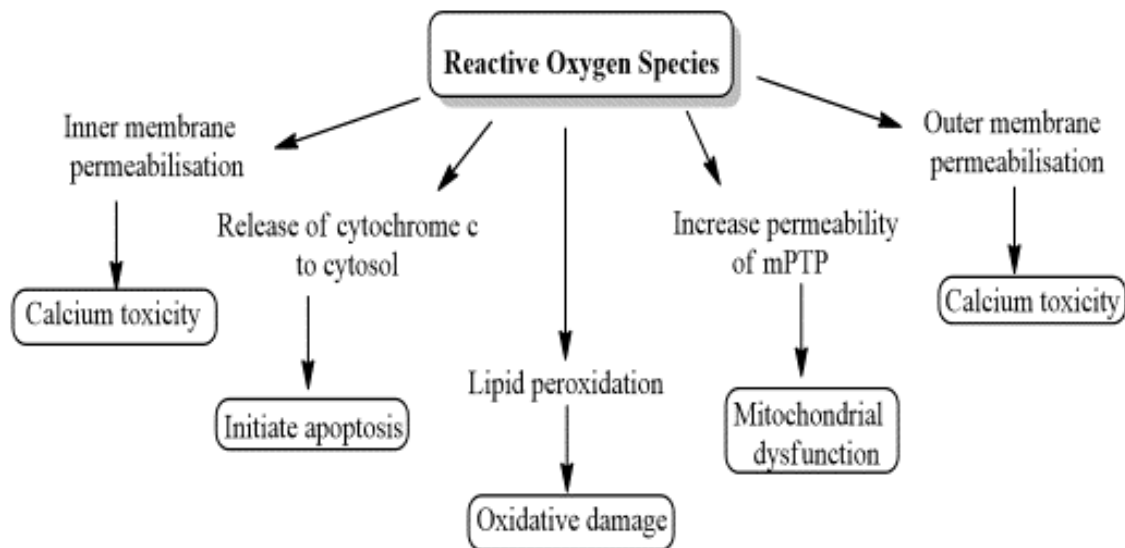 Reactive Oxygen Species
Inner membrane
permeabilisation
Calcium toxicity
Release of cytochrome c
to cytosol
Initiate apoptosis
Lipid peroxidation
Oxidative damage
Increase permeability
of mPTP
Mitochondrial
dysfunction
Outer membrane
permeabilisation
Calcium toxicity